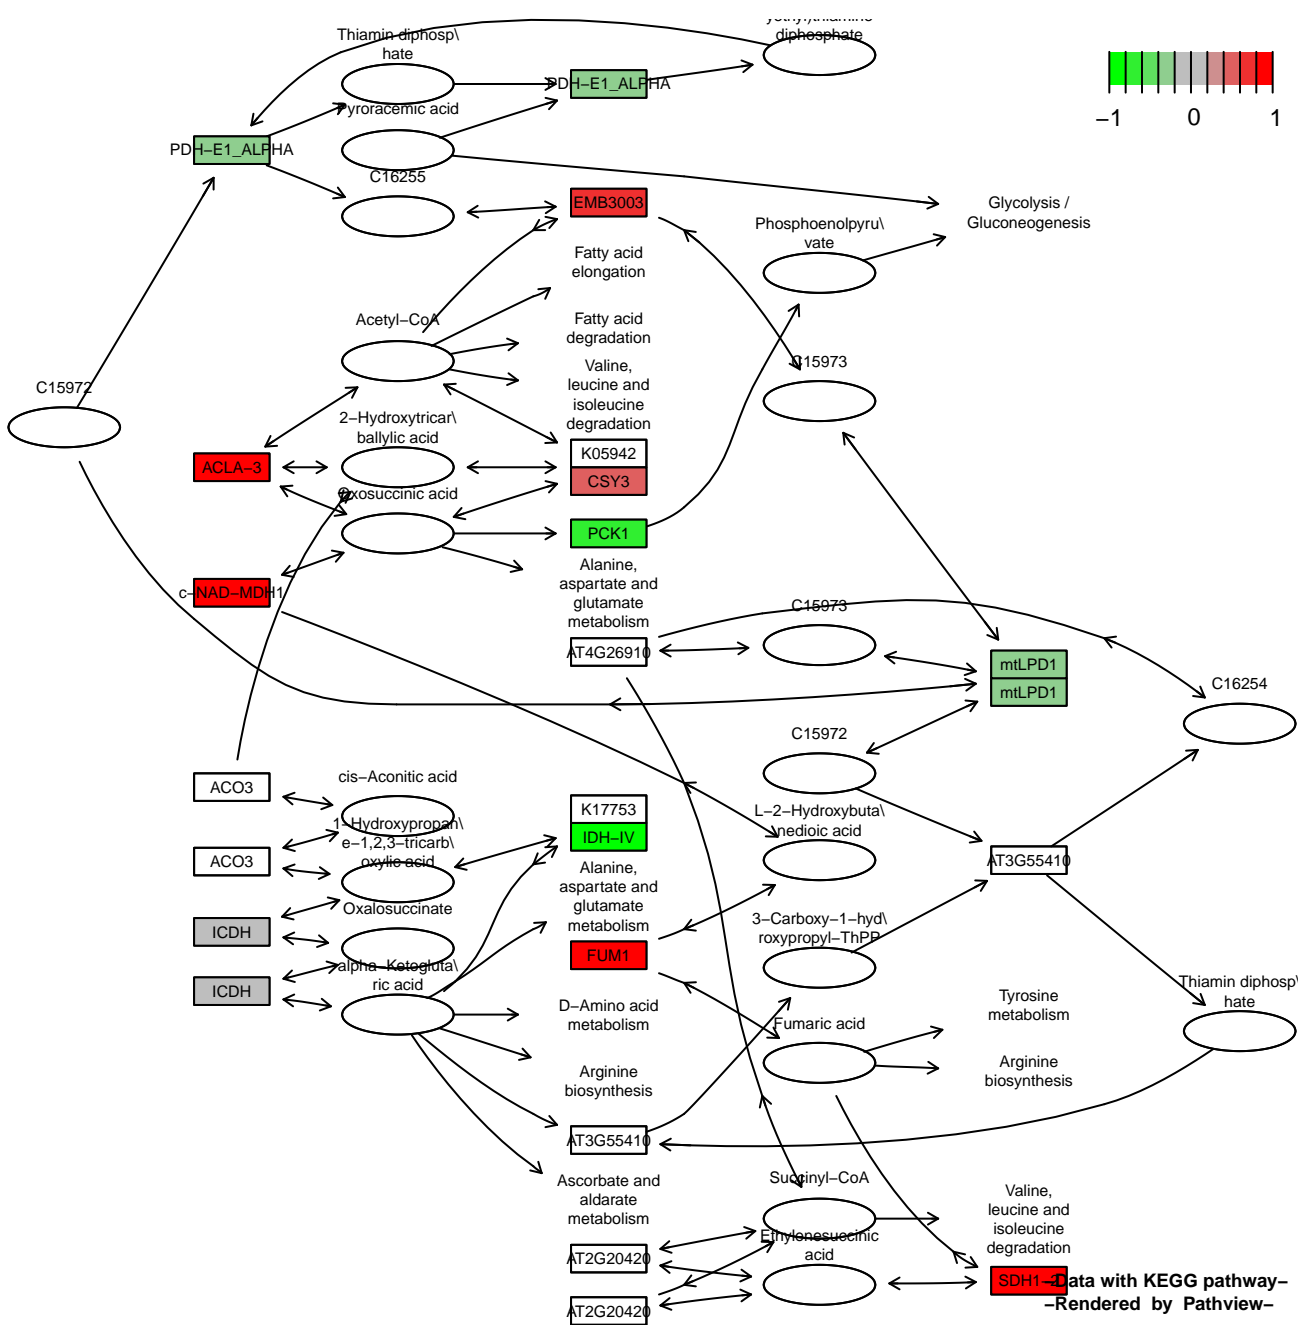 diphosphate
Thiamin diphosp\
hate
PDH−E1_ALPHA
−1
0
1
Pyroracemic acid
PDH−E1_ALPHA
C16255
EMB3003
Glycolysis /
Gluconeogenesis
Phosphoenolpyru\
vate
Fatty acid
elongation
Acetyl−CoA
Fatty acid
degradation
C15973
Valine,
leucine and
isoleucine
degradation
C15972
2−Hydroxytricar\
ballylic acid
K05942
ACLA−3
CSY3
Oxosuccinic acid
PCK1
Alanine,
aspartate and
glutamate
metabolism
c−NAD−MDH1
C15973
AT4G26910
mtLPD1
mtLPD1
C16254
C15972
cis−Aconitic acid
ACO3
K17753
IDH−IV
L−2−Hydroxybuta\
nedioic acid
1−Hydroxypropan\
e−1,2,3−tricarb\
oxylic acid
ACO3
AT3G55410
Alanine,
aspartate and
glutamate
metabolism
Oxalosuccinate
ICDH
3−Carboxy−1−hyd\
roxypropyl−ThPP
FUM1
alpha−Ketogluta\
ric acid
ICDH
Thiamin diphosp\
hate
D−Amino acid
metabolism
Fumaric acid
Tyrosine
metabolism
Arginine
biosynthesis
Arginine
biosynthesis
AT3G55410
Ascorbate and
aldarate
metabolism
Succinyl−CoA
Valine,
leucine and
isoleucine
degradation
Ethylonesuccinic
acid
AT2G20420
SDH1−2
−Data with KEGG pathway−
−Rendered by Pathview−
AT2G20420